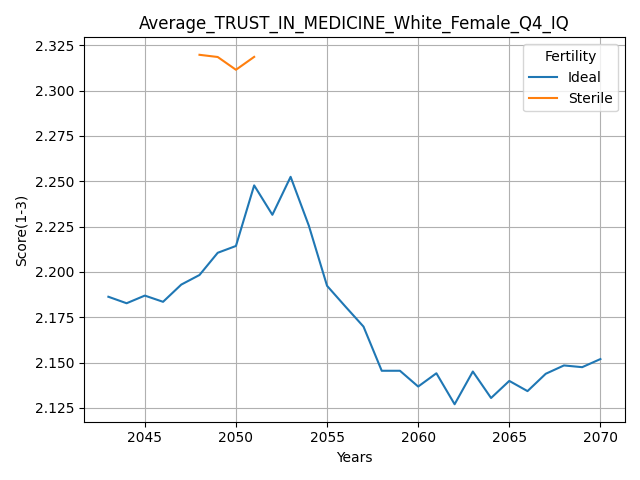 Average_TRUST_IN_MEDICINE_White_Female_Q4_IQ
2.325
2.300
2.275
2.250
2.225
2.200
2.175
2.150
2.125
Score(1-3)
Fertility
Ideal
Sterile
2045 2050 2055 2060 2065 2070
Years